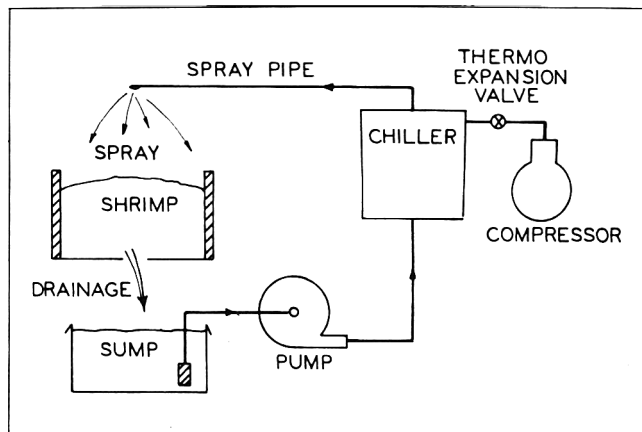 SPRAY PIPE
THERMO
EXPANSION
VALVE
SPRAY
CHILLER
SHRIMP
COMPRESSOR
DRAINAGE
SUMP
PUMP